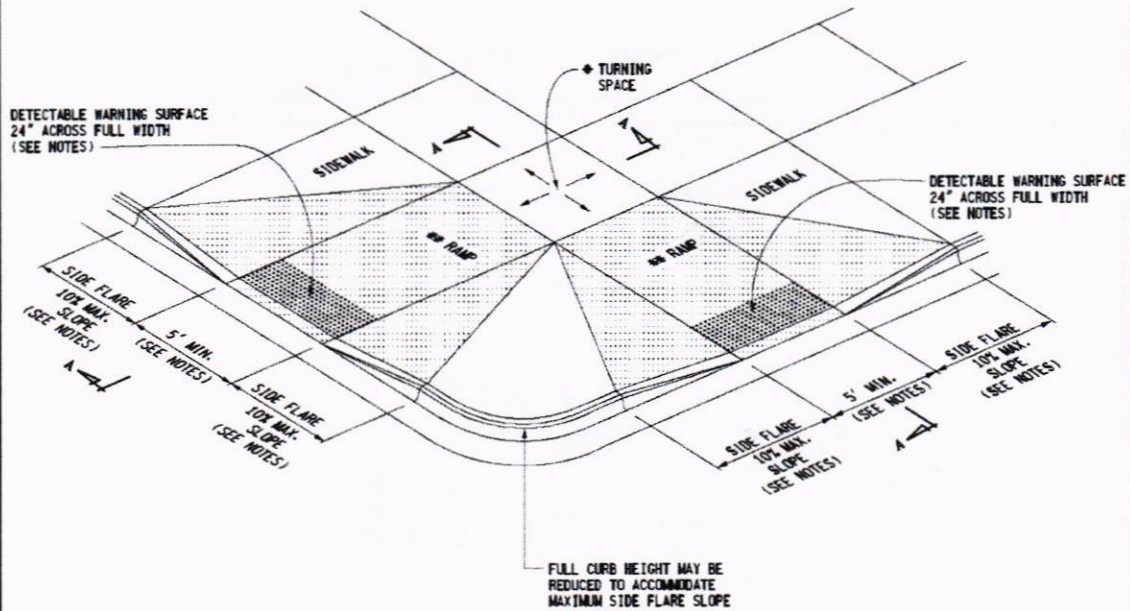 * TURNING
SPACE
DETECTABLE WARNING SURFACE
24" ACROSS FULL WIDTH
(SEE NOTES)
A
A
SIDEWALK
SIDEWALK
DETECTABLE WARNING SURFACE
24" ACROSS FULL WIDTH
(SEE NOTES)
** RAMP
** RAMP
SIDE FLARE
10% MAX.
SLOPE
(SEE NOTES)
5' MIN.
(SEE NOTES)
A
SIDE FLARE
10% MAX.
SLOPE
(SEE NOTES)
SIDE FLARE
10% MAX.
SLOPE
(SEE NOTES)
5' MIN.
(SEE NOTES)
A
SIDE FLARE
10% MAX.
SLOPE
(SEE NOTES)
FULL CURB HEIGHT MAY BE
REDUCED TO ACCOMMODATE
MAXIMUM SIDE FLARE SLOPE